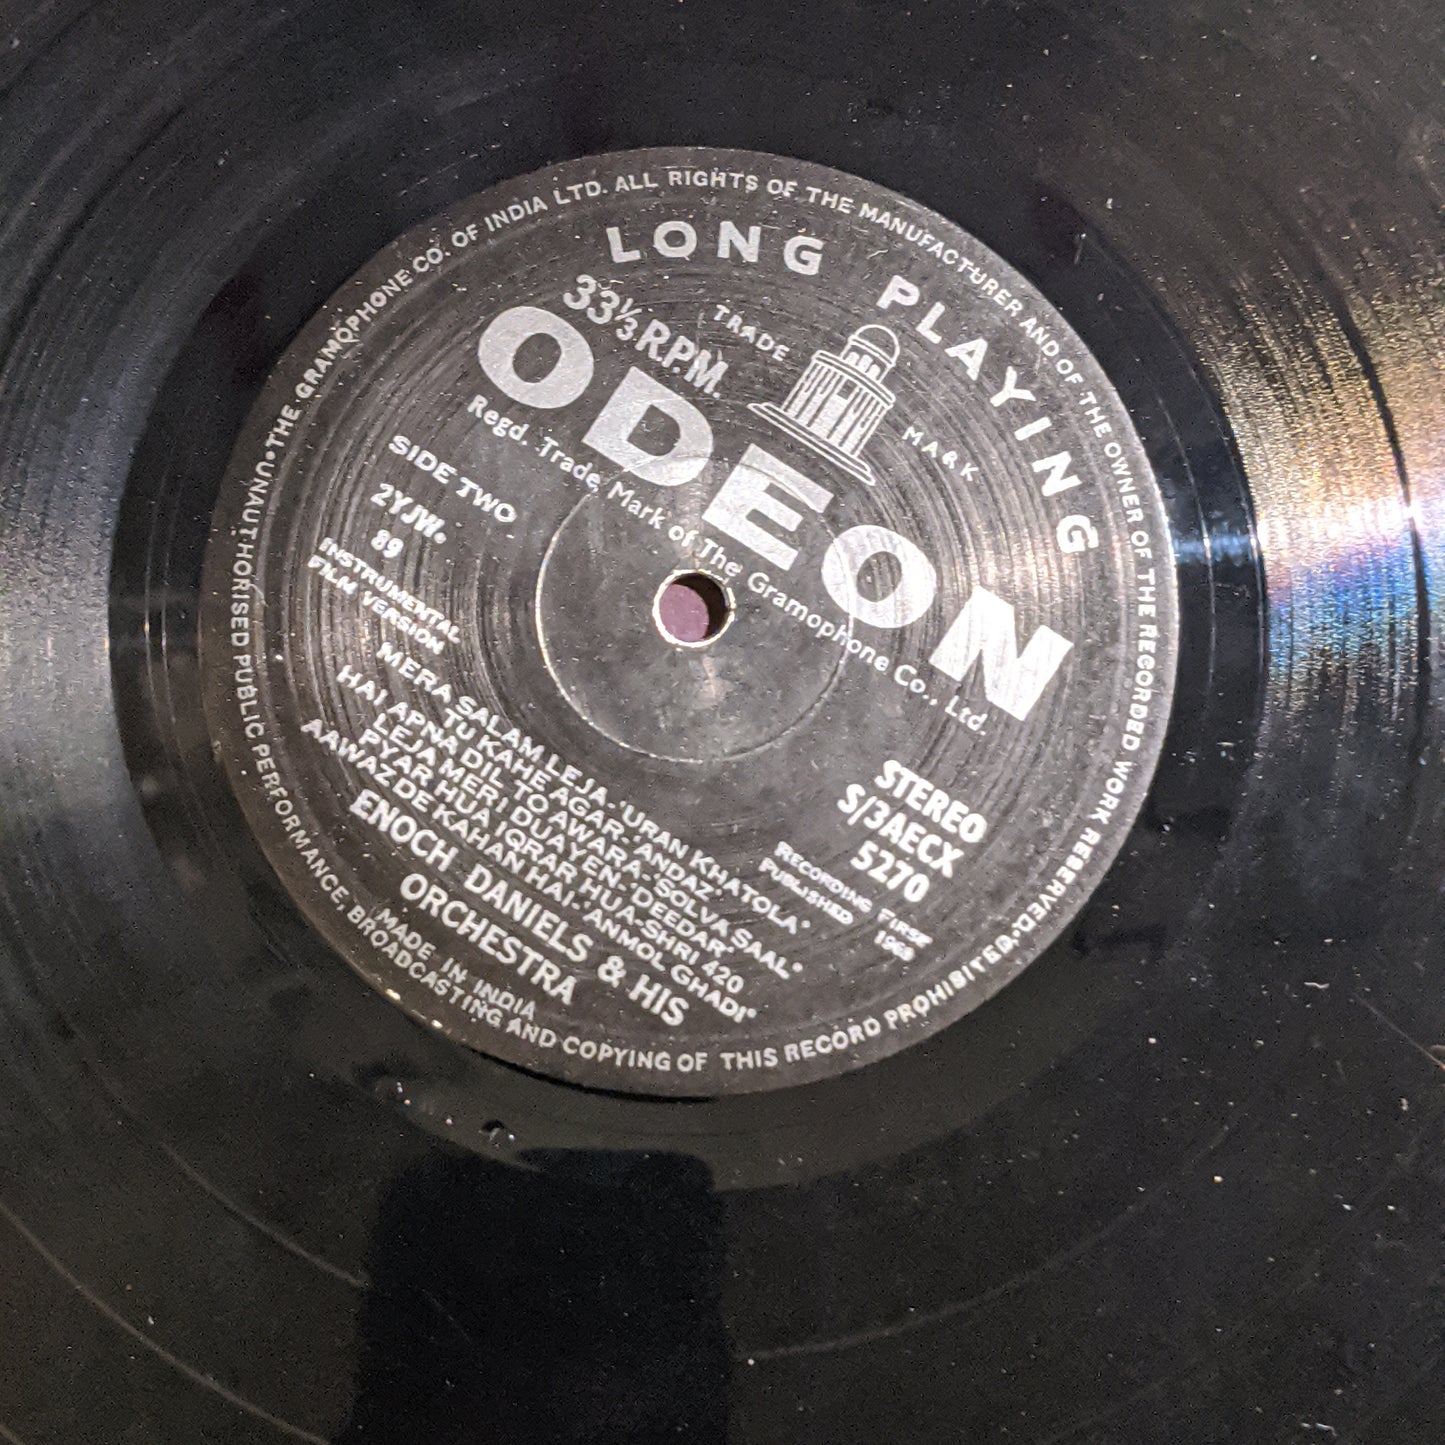 THE GRAMOPHONE CO. OF INDIA LTD. ALL RIGHTS OF THE MANUFACTURER AND OF THE OWNER OF THE RECORDED WORK RESERVED.
UNAUTHORISED PUBLIC PERFORMANCE, BROADCASTING AND COPYING OF THIS RECORD PROHIBITED.
LONG PLAYING
33⅓ R.P.M.
TRADE MARK
ODEON
Regd. Trade Mark of The Gramophone Co., Ltd.
SIDE TWO
2YJW.
89
STEREO
S/3AECX
5270
INSTRUMENTAL
FILM VERSION
RECORDING FIRST
PUBLISHED
MERA SALAM LEJA-'URAN KHATOLA'
TU KAHE AGAR-'ANDAZ'
HAI APNA DIL TO AWARA-'SOLVA SAAL'
LEJA MERI DUAYEN-'DEEDAR'
PYAR HUA IQRAR HUA-SHRI 420
AAWAZ DE KAHAN HAI-'ANMOL GHADI'
ENOCH DANIELS & HIS
ORCHESTRA
MADE IN INDIA